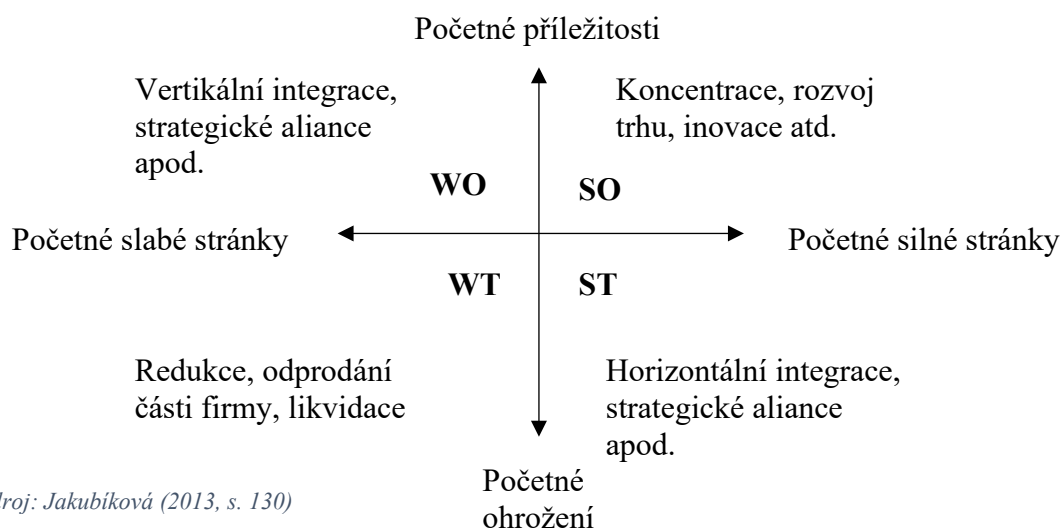 Početné příležitosti
Vertikální integrace,
strategické aliance
apod.
Koncentrace, rozvoj
trhu, inovace atd.
WO
SO
Početné slabé stránky
Početné silné stránky
WT
ST
Redukce, odprodání
části firmy, likvidace
Horizontální integrace,
strategické aliance
apod.
Početné
ohrožení
droj: Jakubíková (2013, s. 130)